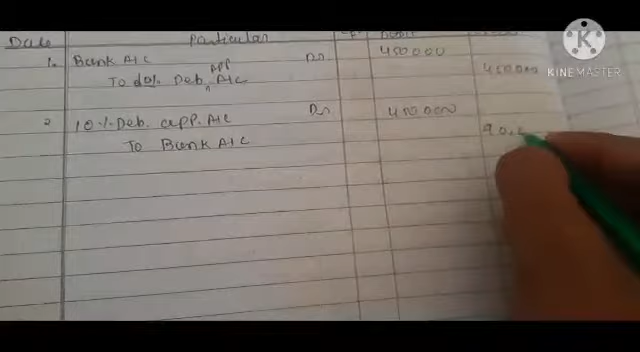 Date Particular
1. Bank A/C Dr 450000
To 10% Deb. App A/C 450000
2 10%.Deb. app. A/C Dr 450000
90,
To Bank A/C
KINEMASTER